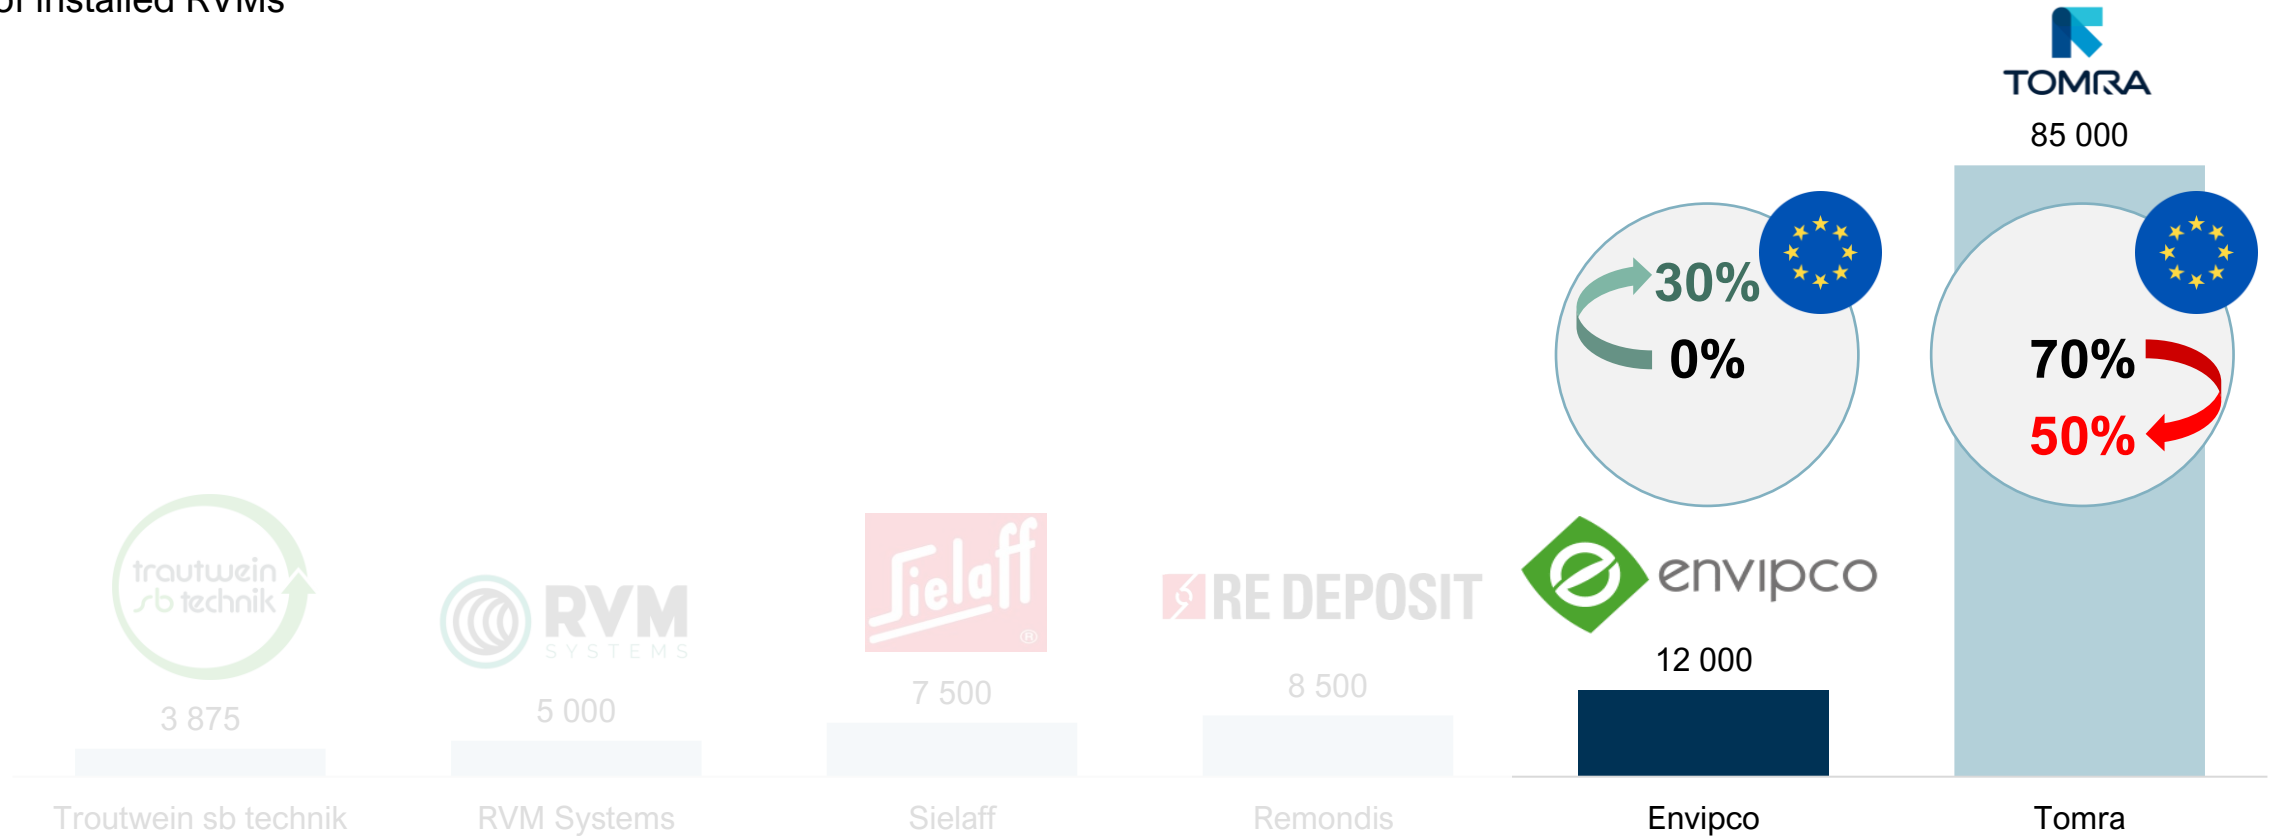 of installed RVMs
TOMRA
85 000
30%
0%
70%
50%
trautwein
sb technik
3 875
RVM
SYSTEMS
5 000
Sielaff
®
7 500
RE DEPOSIT
8 500
envipco
12 000
Troutwein sb technik
RVM Systems
Sielaff
Remondis
Envipco
Tomra